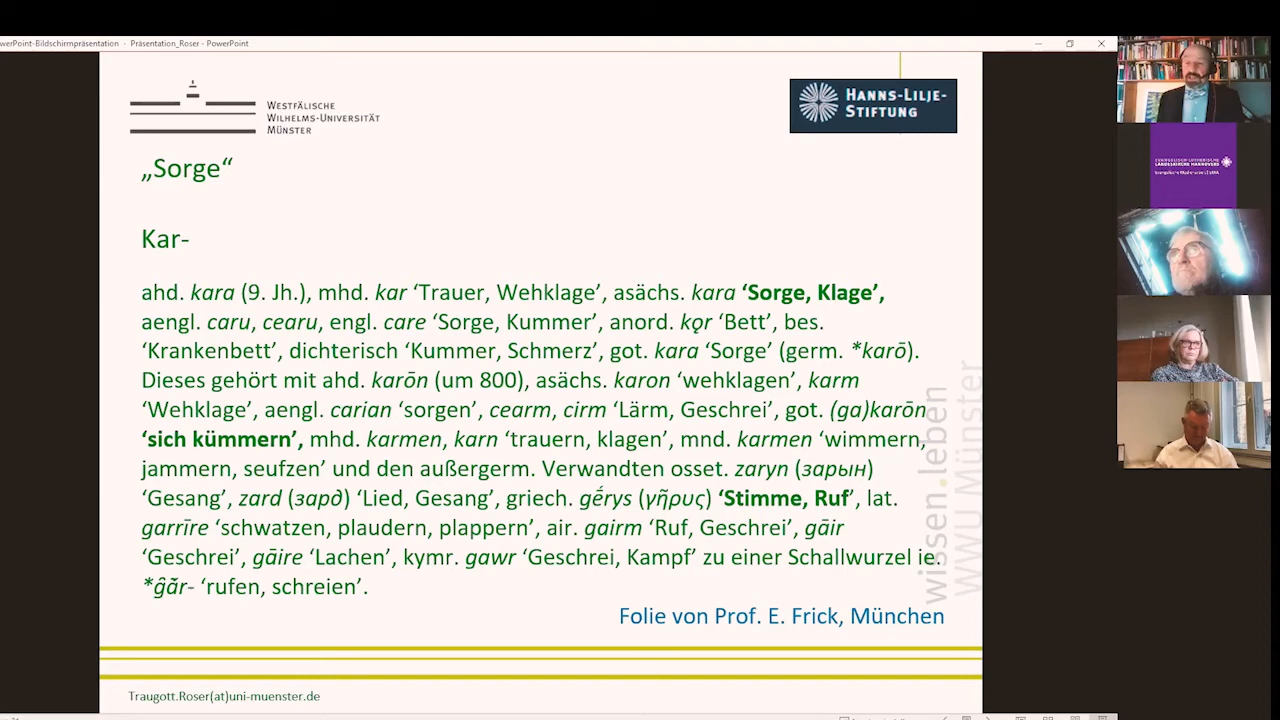 PowerPoint-Bildschirmpräsentation - Präsentation_Roser - PowerPoint
WESTFÄLISCHE
WILHELMS-UNIVERSITÄT
MÜNSTER
HANNS-LILJE-
STIFTUNG
„Sorge“
Kar-
ahd. kara (9. Jh.), mhd. kar ‘Trauer, Wehklage’, asächs. kara ‘Sorge, Klage’,
aengl. caru, cearu, engl. care ‘Sorge, Kummer’, anord. kǫr ‘Bett’, bes.
‘Krankenbett’, dichterisch ‘Kummer, Schmerz’, got. kara ‘Sorge’ (germ. *karō).
Dieses gehört mit ahd. karōn (um 800), asächs. karon ‘wehklagen’, karm
‘Wehklage’, aengl. carian ‘sorgen’, cearm, cirm ‘Lärm, Geschrei’, got. (ga)karōn
‘sich kümmern’, mhd. karmen, karn ‘trauern, klagen’, mnd. karmen ‘wimmern,
jammern, seufzen’ und den außergerm. Verwandten osset. zaryn (зарын)
‘Gesang’, zard (зард) ‘Lied, Gesang’, griech. gḗrys (γῆρυς) ‘Stimme, Ruf’, lat.
garrīre ‘schwatzen, plaudern, plappern’, air. gairm ‘Ruf, Geschrei’, gāir
‘Geschrei’, gāire ‘Lachen’, kymr. gawr ‘Geschrei, Kampf’ zu einer Schallwurzel ie.
*ĝā̆r- ‘rufen, schreien’.
Folie von Prof. E. Frick, München
wissen.leben
WWU Münster
Traugott.Roser(at)uni-muenster.de
EVANGELISCH-LUTHERISCHE
LANDESKIRCHE HANNOVERS